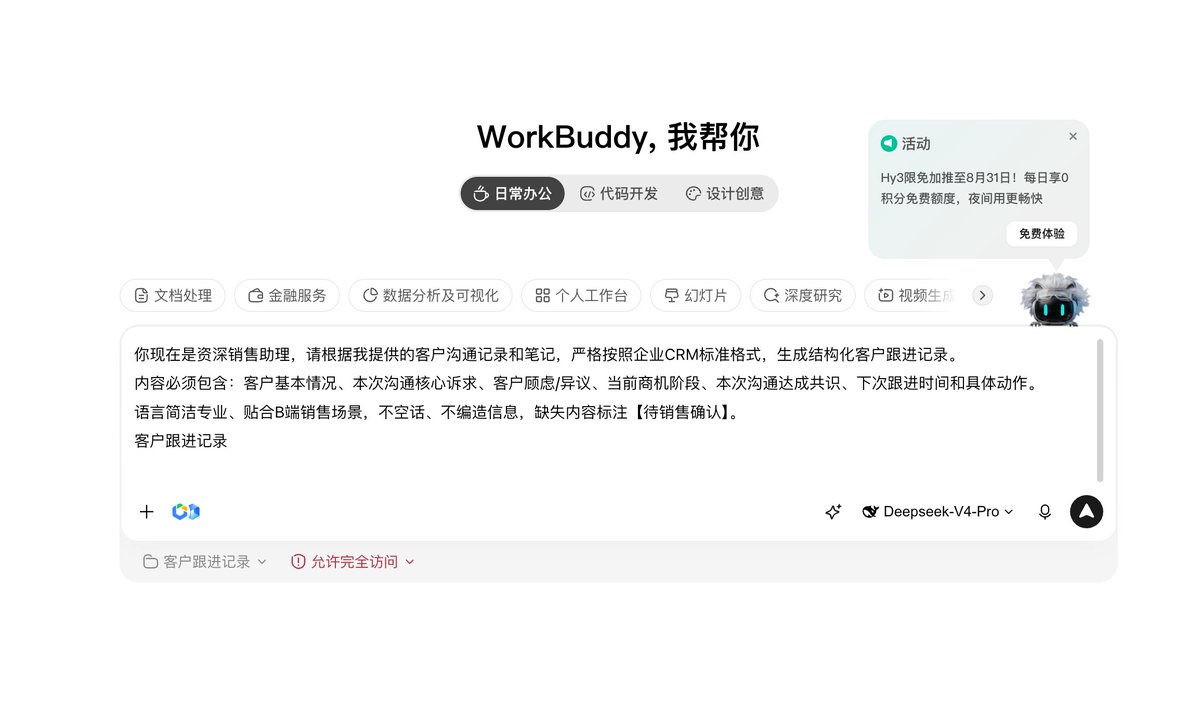 WorkBuddy, 我帮你
日常办公
代码开发
设计创意
活动
Hy3限免加推至8月31日！每日享0
积分免费额度，夜间用更畅快
免费体验
文档处理
金融服务
数据分析及可视化
个人工作台
幻灯片
深度研究
视频生成
你现在是资深销售助理，请根据我提供的客户沟通记录和笔记，严格按照企业CRM标准格式，生成结构化客户跟进记录。
内容必须包含：客户基本情况、本次沟通核心诉求、客户顾虑/异议、当前商机阶段、本次沟通达成共识、下次跟进时间和具体动作。
语言简洁专业、贴合B端销售场景，不空话、不编造信息，缺失内容标注【待销售确认】。
客户跟进记录
Deepseek-V4-Pro
客户跟进记录
允许完全访问